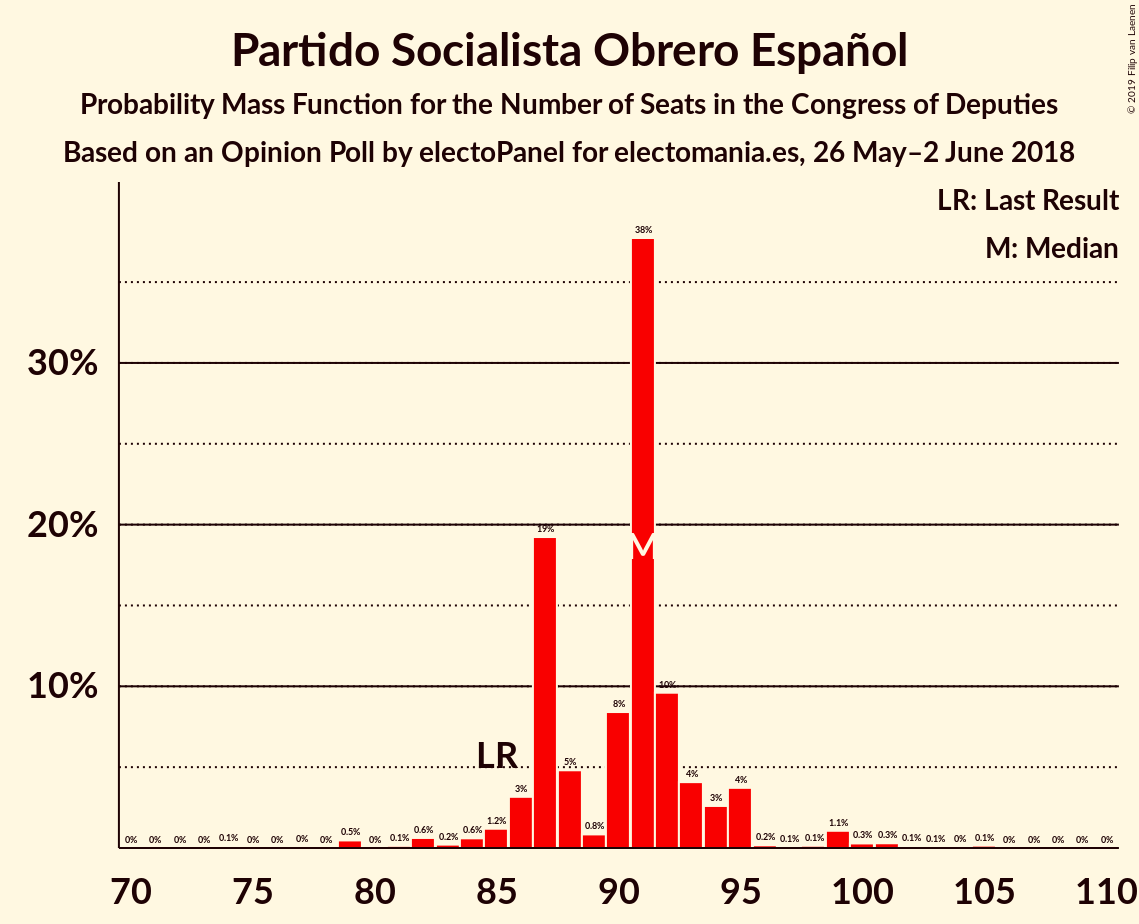 Partido Socialista Obrero Español
Probability Mass Function for the Number of Seats in the Congress of Deputies
Based on an Opinion Poll by electoPanel for electomania.es, 26 May–2 June 2018
© 2019 Filip van Laenen
LR: Last Result
M: Median
30%
20%
10%
0% 0% 0% 0% 0.1% 0% 0% 0% 0% 0.5% 0% 0.1% 0.6% 0.2% 0.6% 1.2% 3% 19% 5% 0.8% 8% 38% 10% 4% 3% 4% 0.2% 0.1% 0.1% 1.1% 0.3% 0.3% 0.1% 0.1% 0% 0.1% 0% 0% 0% 0% 0%
LR
M
70 75 80 85 90 95 100 105 110